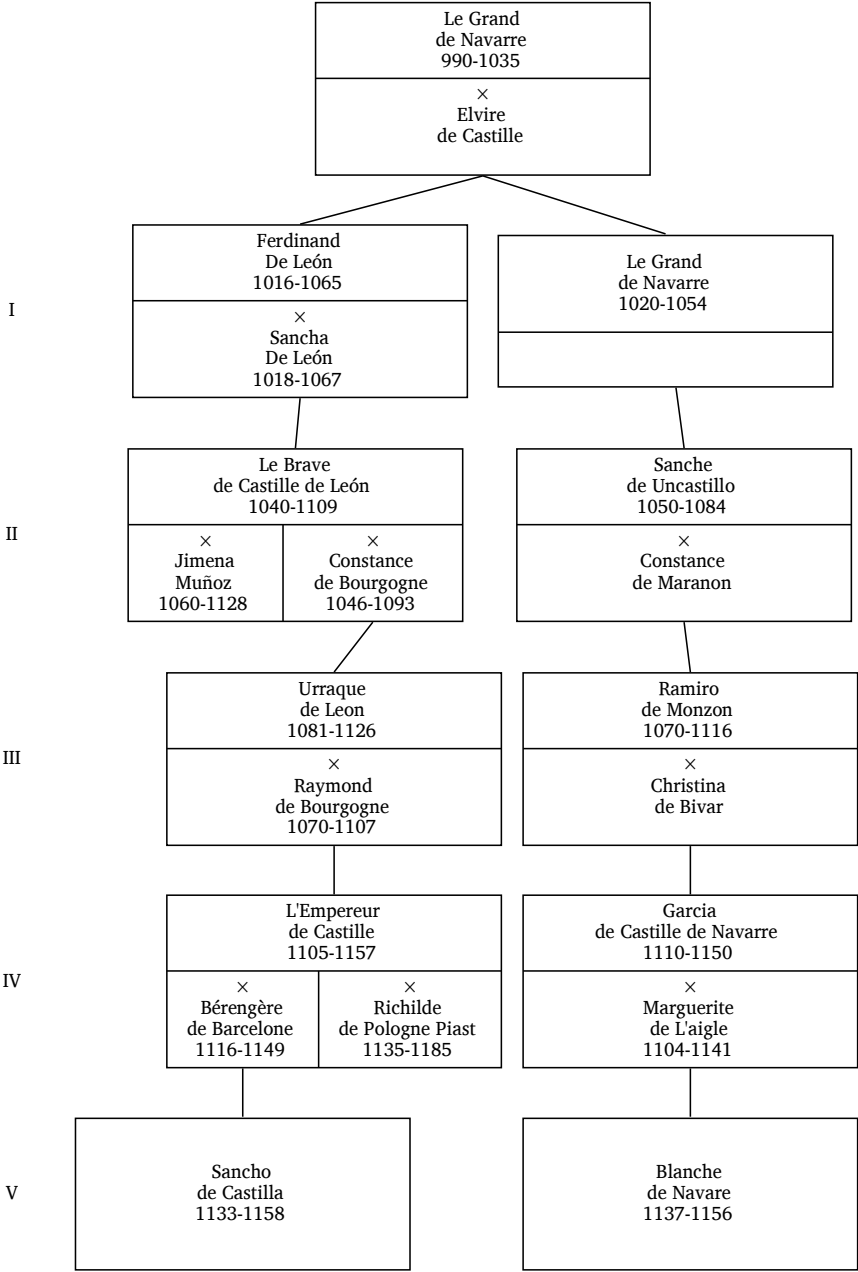 Le Grand
de Navarre
990-1035
×
Elvire
de Castille
I
Ferdinand
De León
1016-1065
×
Sancha
De León
1018-1067
Le Grand
de Navarre
1020-1054
II
Le Brave
de Castille de León
1040-1109
×
Jimena
Muñoz
1060-1128
×
Constance
de Bourgogne
1046-1093
Sanche
de Uncastillo
1050-1084
×
Constance
de Maranon
III
Urraque
de Leon
1081-1126
×
Raymond
de Bourgogne
1070-1107
Ramiro
de Monzon
1070-1116
×
Christina
de Bivar
IV
L'Empereur
de Castille
1105-1157
×
Bérengère
de Barcelone
1116-1149
×
Richilde
de Pologne Piast
1135-1185
Garcia
de Castille de Navarre
1110-1150
×
Marguerite
de L'aigle
1104-1141
V
Sancho
de Castilla
1133-1158
Blanche
de Navare
1137-1156